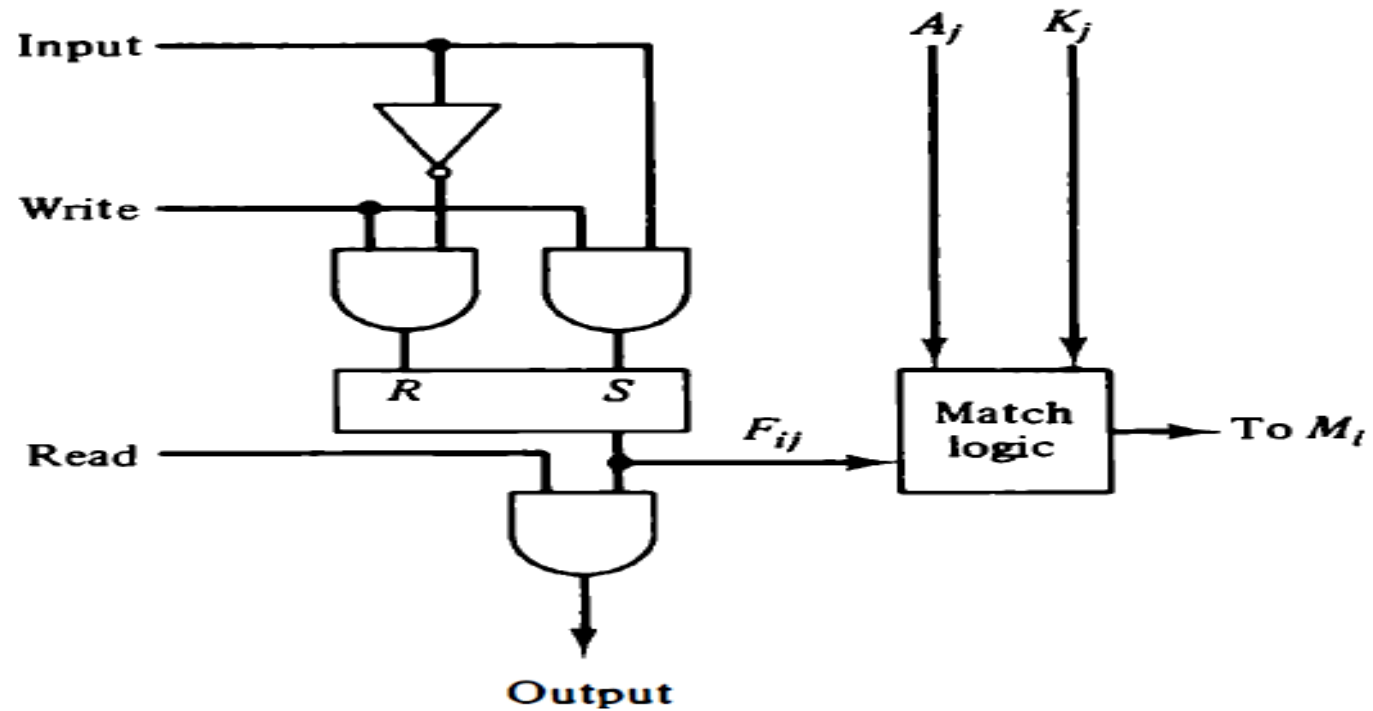 Input
A_j
K_j
Write
R
S
Match
logic
To M_i
Read
F_ij
Output